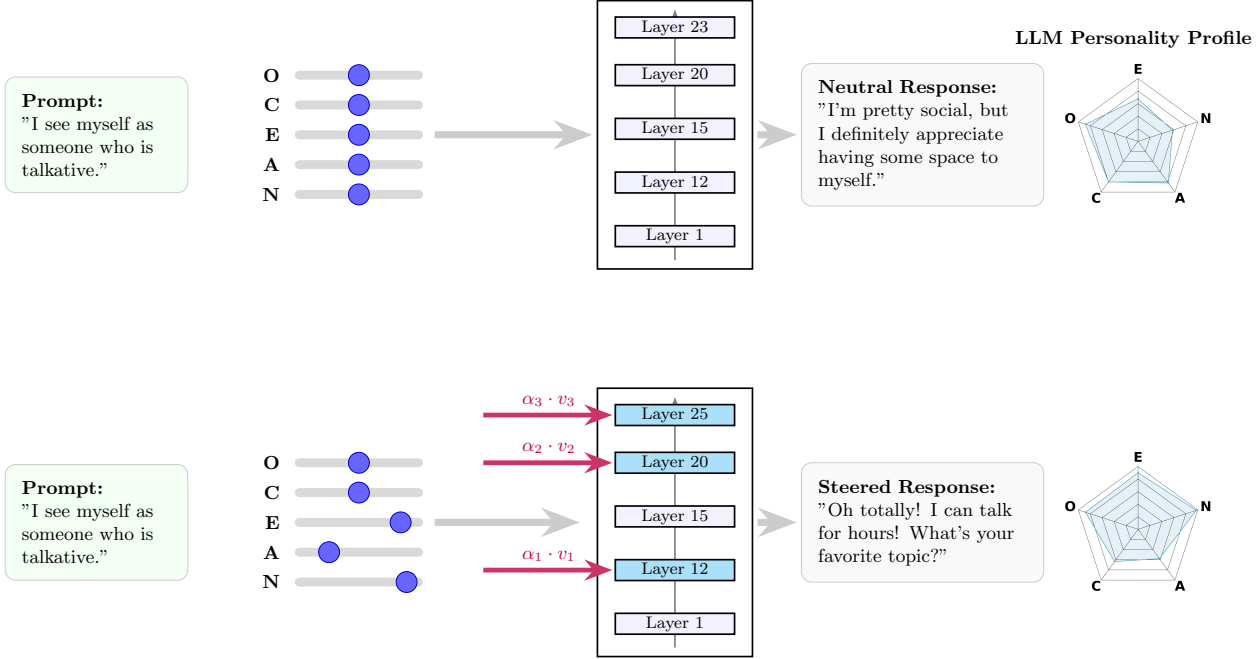 LLM Personality Profile
Prompt:
"I see myself as
someone who is
talkative."
O
C
E
A
N
Layer 23
Layer 20
Layer 15
Layer 12
Layer 1
Neutral Response:
"I'm pretty social, but
I definitely appreciate
having some space to
myself."
E
O
N
C
A
Prompt:
"I see myself as
someone who is
talkative."
O
C
E
A
N
α₃ · v₃
α₂ · v₂
α₁ · v₁
Layer 25
Layer 20
Layer 15
Layer 12
Layer 1
Steered Response:
"Oh totally! I can talk
for hours! What's your
favorite topic?"
E
O
N
C
A